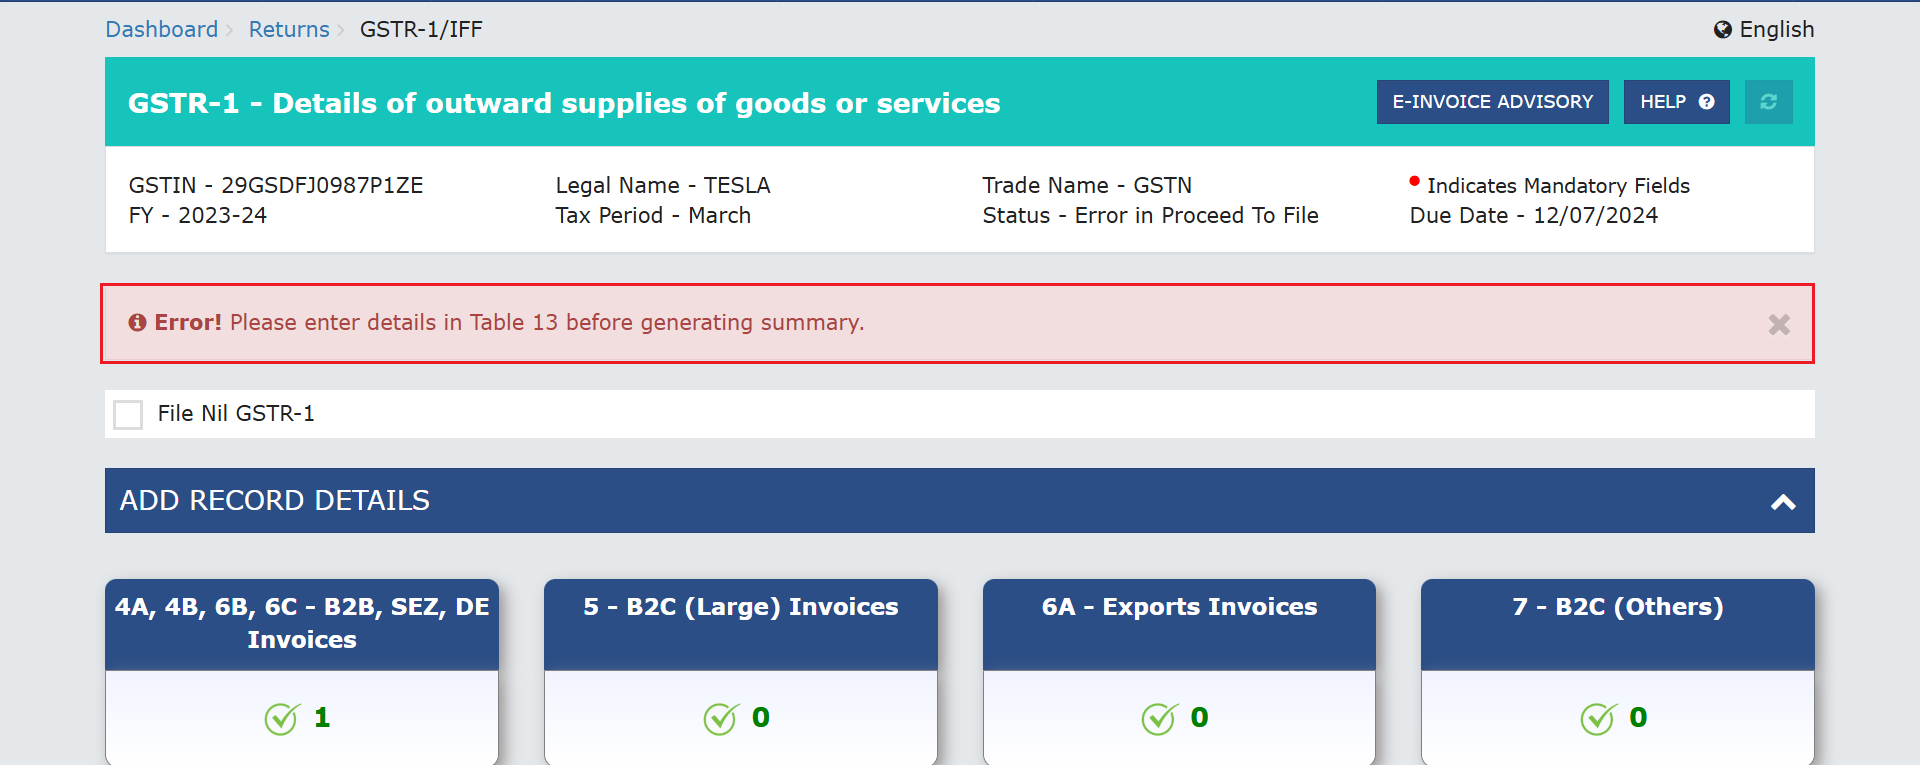 Dashboard > Returns > GSTR-1/IFF
English
GSTR-1 - Details of outward supplies of goods or services
E-INVOICE ADVISORY
HELP
GSTIN - 29GSDFJ0987P1ZE
Legal Name - TESLA
Trade Name - GSTN
Indicates Mandatory Fields
FY - 2023-24
Tax Period - March
Status - Error in Proceed To File
Due Date - 12/07/2024
Error! Please enter details in Table 13 before generating summary.
File Nil GSTR-1
ADD RECORD DETAILS
4A, 4B, 6B, 6C - B2B, SEZ, DE
Invoices
1
5 - B2C (Large) Invoices
0
6A - Exports Invoices
0
7 - B2C (Others)
0